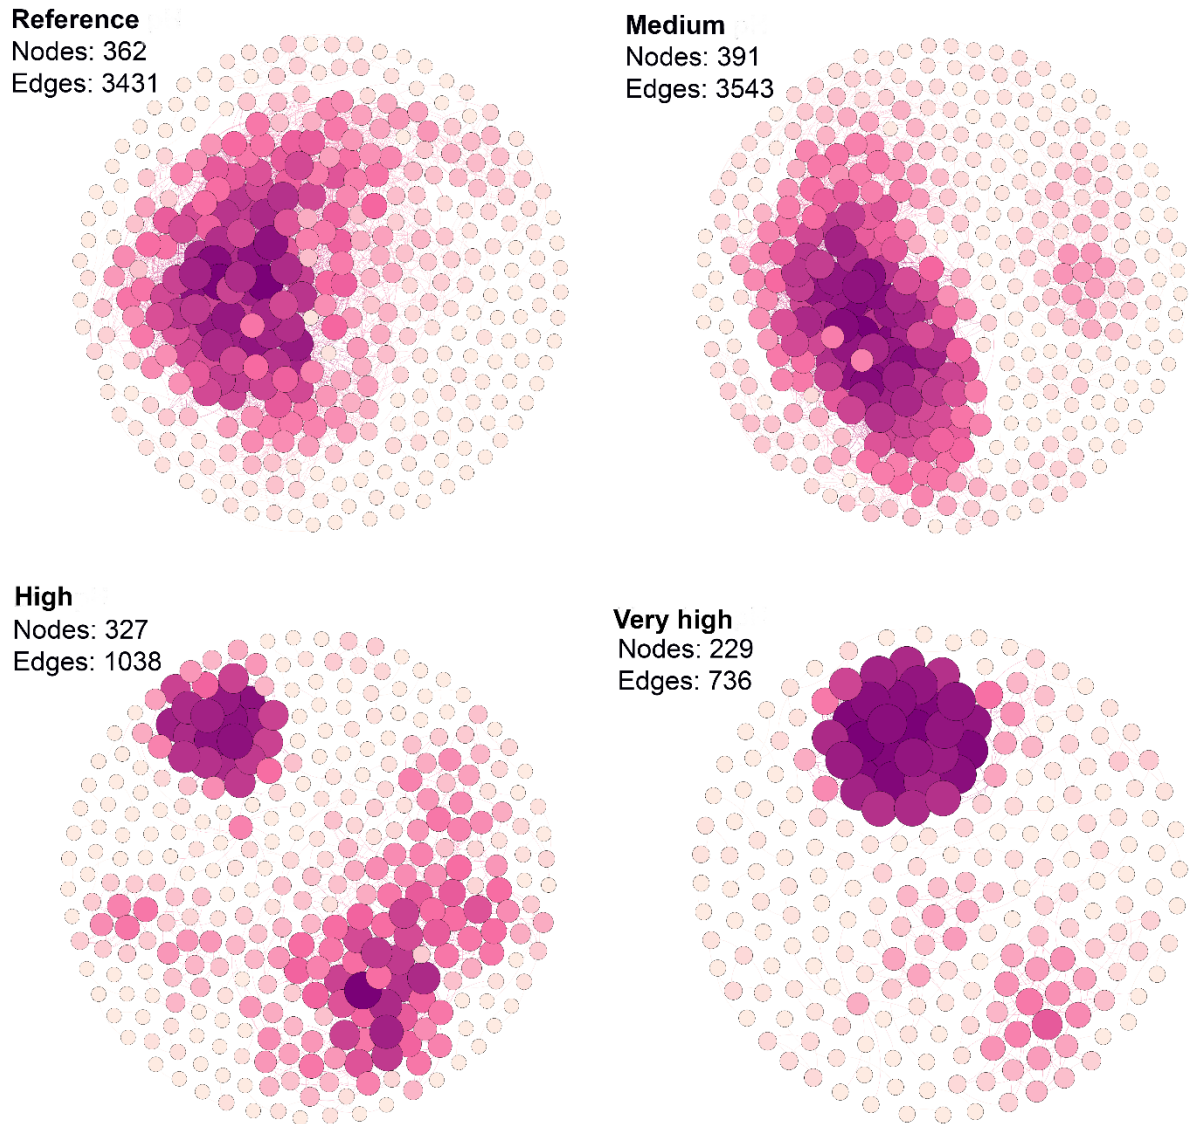 Reference
Nodes: 362
Edges: 3431
Medium
Nodes: 391
Edges: 3543
High
Nodes: 327
Edges: 1038
Very high
Nodes: 229
Edges: 736